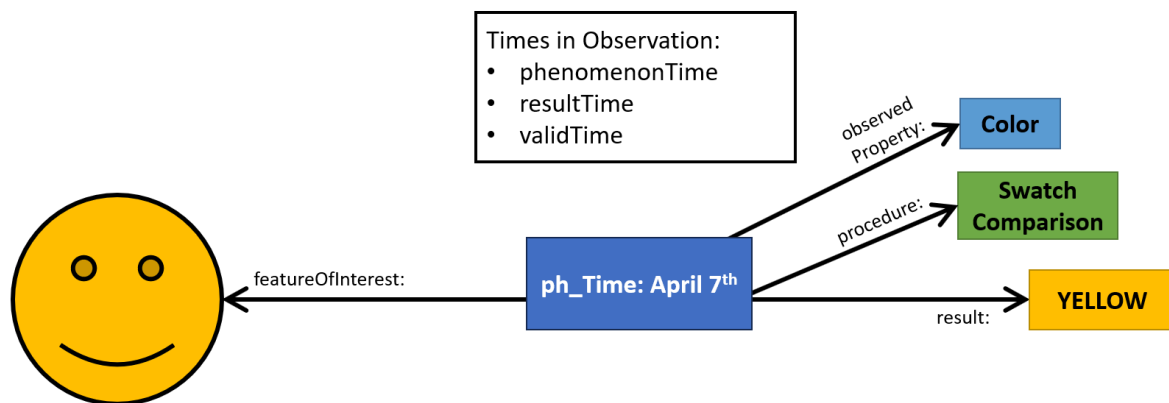 Times in Observation:
• phenomenonTime
• resultTime
• validTime
observed
Property:
Color
procedure:
Swatch
Comparison
featureOfInterest:
ph_Time: April 7th
result:
YELLOW